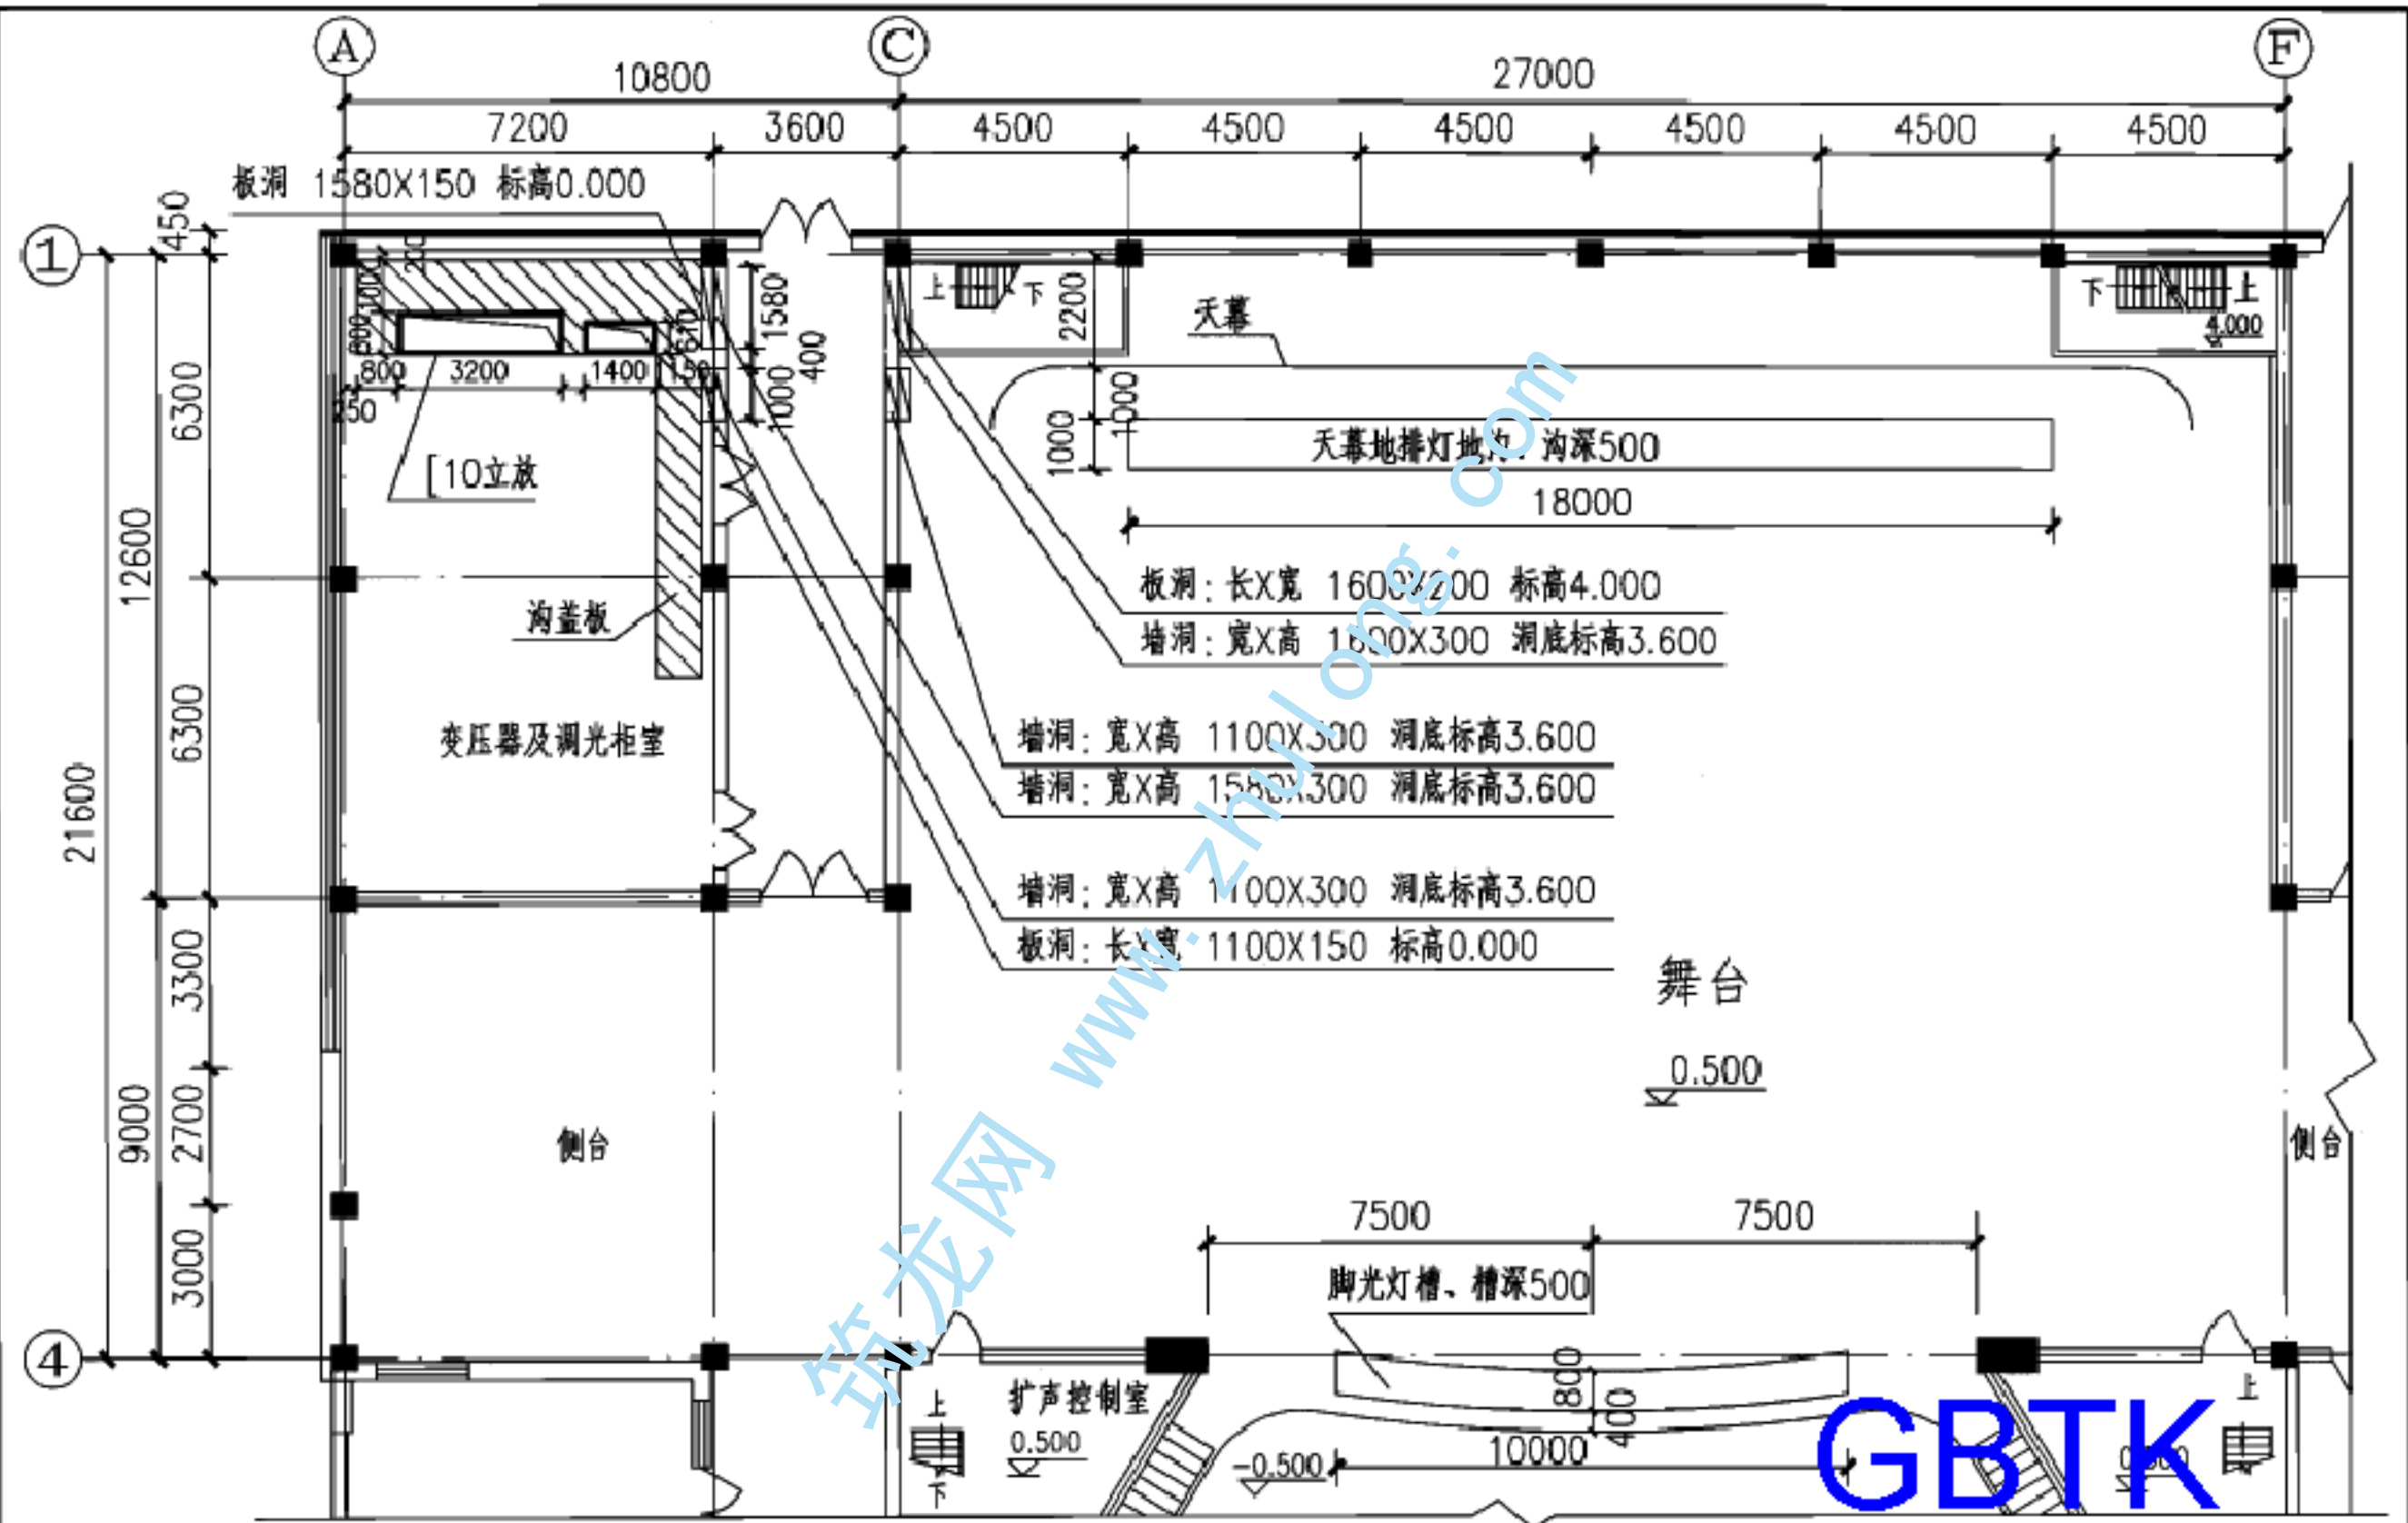 A
C
F
10800
27000
7200
3600
4500
4500
4500
4500
4500
4500
板洞 1580X150 标高0.000
450
1
200
1000
800
610
1580
400
1000
800
3200
1400
150
250
[10立放
上
下
2200
天幕
下
上
4.000
1000
1000
天幕地排灯地沟、沟深500
18000
6300
12600
6300
21600
沟盖板
变压器及调光柜室
板洞：长X宽 1600X200 标高4.000
墙洞：宽X高 1600X300 洞底标高3.600
墙洞：宽X高 1100X300 洞底标高3.600
墙洞：宽X高 1580X300 洞底标高3.600
墙洞：宽X高 1100X300 洞底标高3.600
板洞：长X宽 1100X150 标高0.000
舞台
0.500
3300
9000
2700
3000
侧台
侧台
7500
7500
脚光灯槽、槽深500
4
800
400
10000
-0.500
上
下
扩声控制室
0.500
上
0.500
筑龙网 www.zhulong.com
GBTK